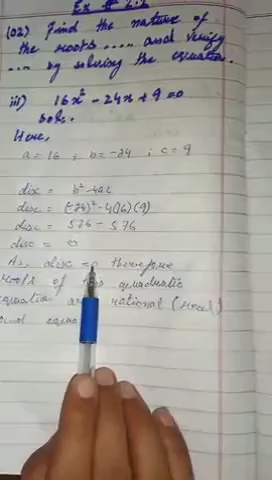 Ex # 2.2
(Q2) Find the nature of
the roots .... and verify
... by solving the equation.
iii) 16x² - 24x + 9 = 0
Sol:
Here,
a = 16 ; b = -24 ; c = 9
disc = b² - 4ac
disc = (-24)² - 4(16)(9)
disc = 576 - 576
disc = 0
As, disc = 0 therefore
roots of this quadratic
equation are rational (Real)
and equal